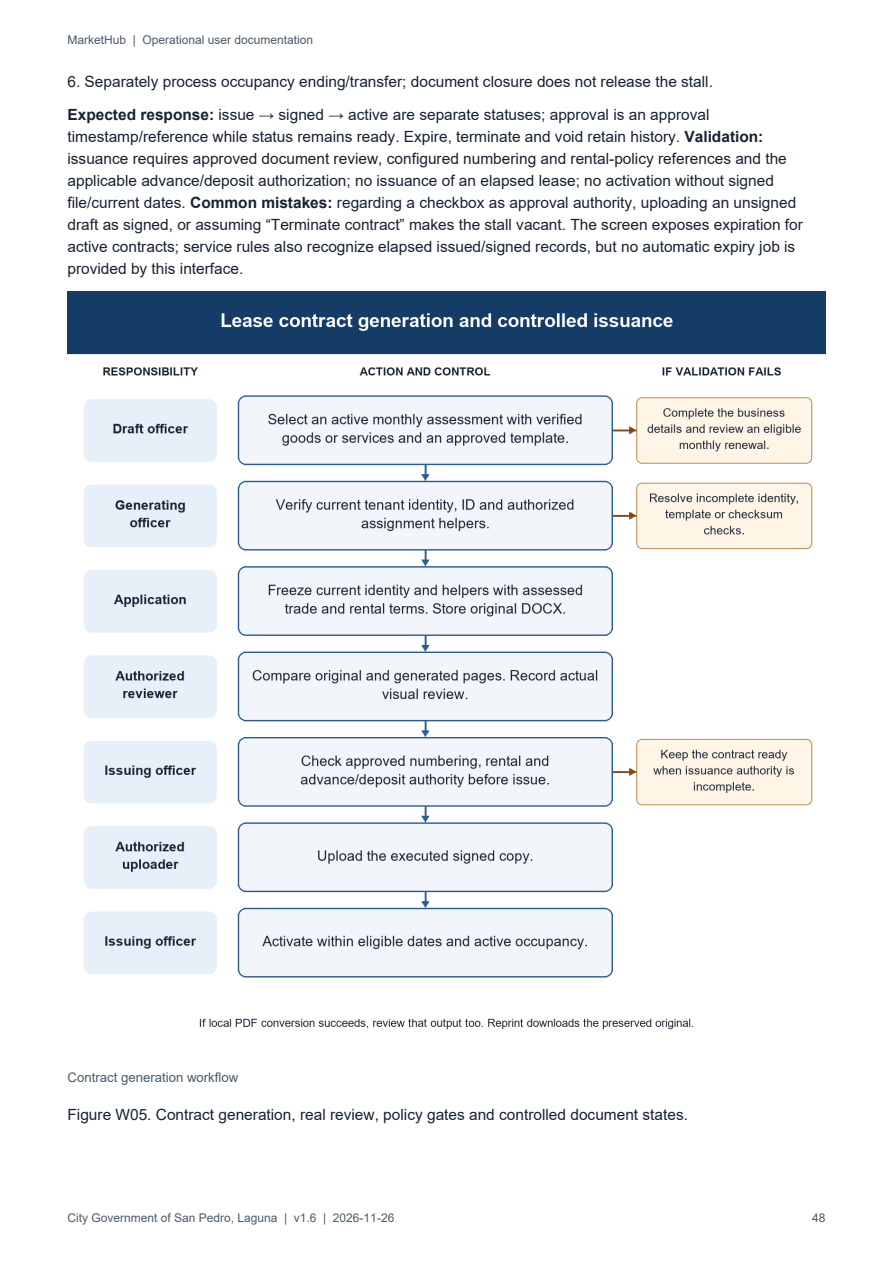 MarketHub | Operational user documentation
6. Separately process occupancy ending/transfer; document closure does not release the stall.
Expected response: issue → signed → active are separate statuses; approval is an approval
timestamp/reference while status remains ready. Expire, terminate and void retain history. Validation:
issuance requires approved document review, configured numbering and rental-policy references and the
applicable advance/deposit authorization; no issuance of an elapsed lease; no activation without signed
file/current dates. Common mistakes: regarding a checkbox as approval authority, uploading an unsigned
draft as signed, or assuming “Terminate contract” makes the stall vacant. The screen exposes expiration for
active contracts; service rules also recognize elapsed issued/signed records, but no automatic expiry job is
provided by this interface.
Lease contract generation and controlled issuance
RESPONSIBILITY
ACTION AND CONTROL
IF VALIDATION FAILS
Draft officer
Select an active monthly assessment with verified
goods or services and an approved template.
Complete the business
details and review an eligible
monthly renewal.
Generating
officer
Verify current tenant identity, ID and authorized
assignment helpers.
Resolve incomplete identity,
template or checksum
checks.
Application
Freeze current identity and helpers with assessed
trade and rental terms. Store original DOCX.
Authorized
reviewer
Compare original and generated pages. Record actual
visual review.
Issuing officer
Check approved numbering, rental and
advance/deposit authority before issue.
Keep the contract ready
when issuance authority is
incomplete.
Authorized
uploader
Upload the executed signed copy.
Issuing officer
Activate within eligible dates and active occupancy.
If local PDF conversion succeeds, review that output too. Reprint downloads the preserved original.
Contract generation workflow
Figure W05. Contract generation, real review, policy gates and controlled document states.
City Government of San Pedro, Laguna | v1.6 | 2026-11-26
48